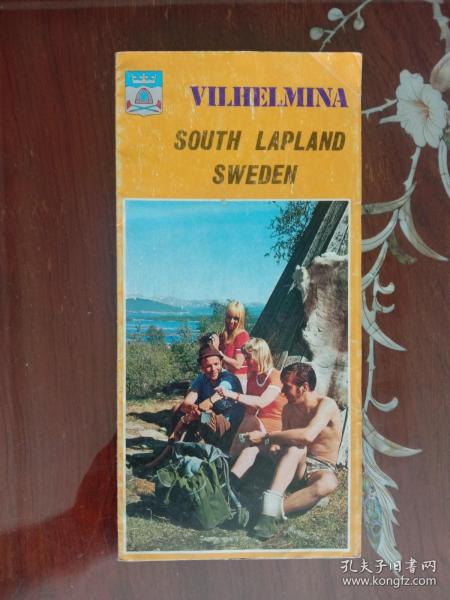 VILHELMINA
SOUTH LAPLAND
SWEDEN
孔夫子旧书网
www.kongfz.com